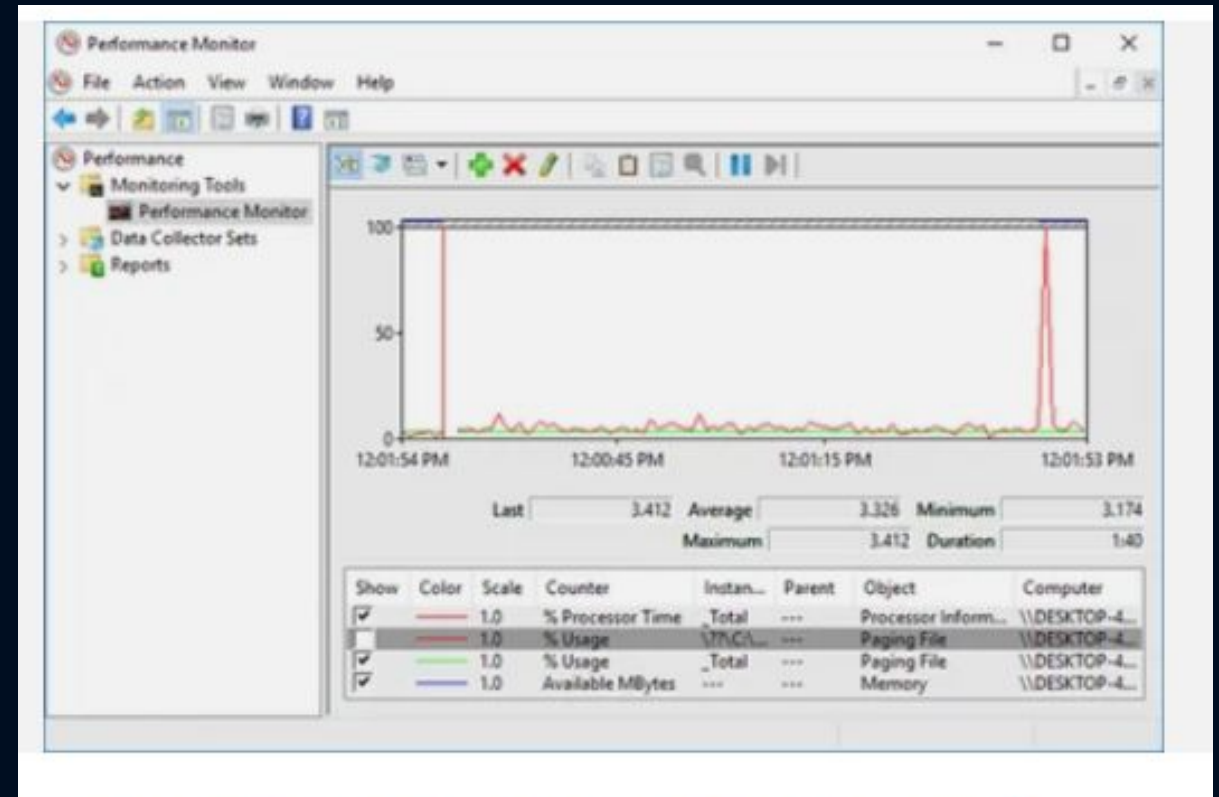 Performance Monitor
File Action View Window Help
Performance
Monitoring Tools
Performance Monitor
Data Collector Sets
Reports
100
50
0
12:01:54 PM 12:00:45 PM 12:01:15 PM 12:01:53 PM
Last 3.412 Average 3.326 Minimum 3.174
Maximum 3.412 Duration 1:40
Show Color Scale Counter Instan... Parent Object Computer
1.0 % Processor Time _Total --- Processor Inform... \\DESKTOP-4...
1.0 % Usage \??\C:\... --- Paging File \\DESKTOP-4...
1.0 % Usage _Total --- Paging File \\DESKTOP-4...
1.0 Available MBytes --- --- Memory \\DESKTOP-4...